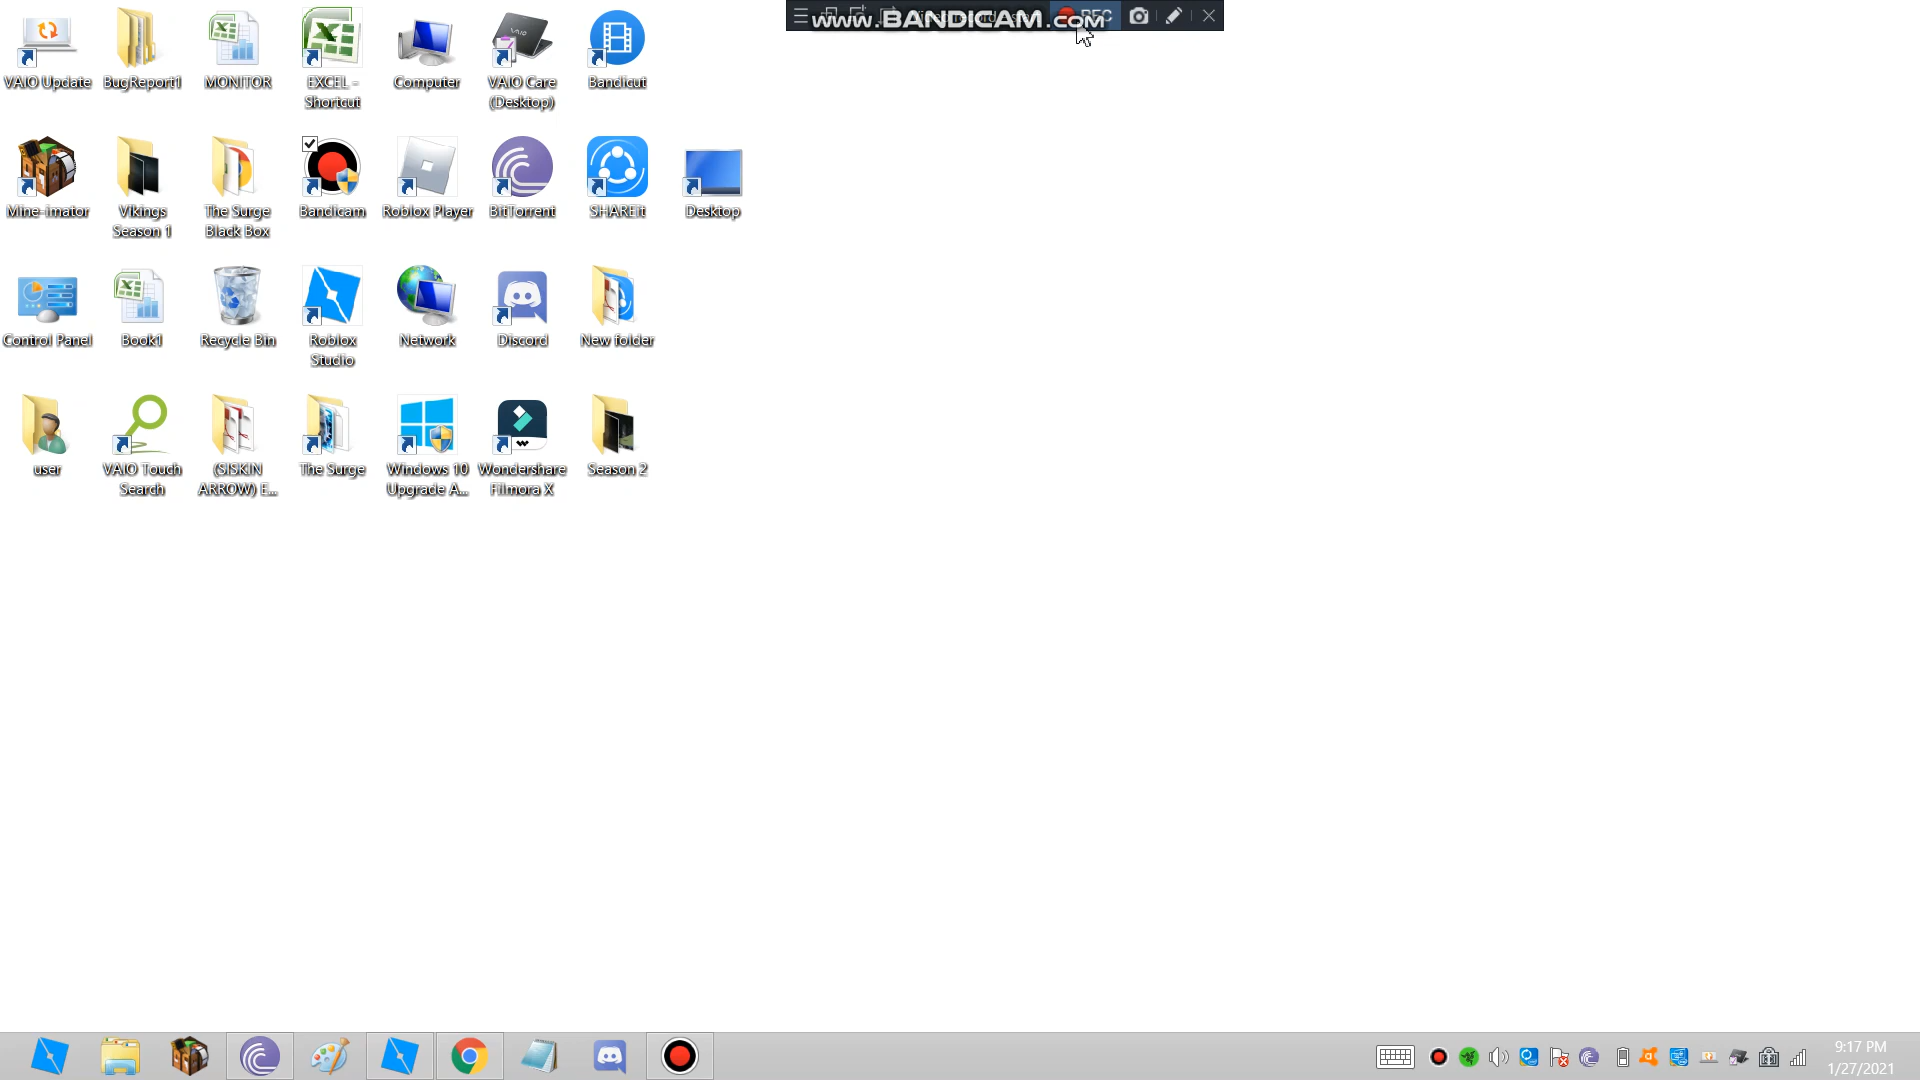 www.BANDICAM.com
REC
VAIO Update
BugReport1
MONITOR
EXCEL -
Shortcut
Computer
VAIO Care
(Desktop)
Bandicut
Mine-imator
Vikings
Season 1
The Surge
Black Box
Bandicam
Roblox Player
BitTorrent
SHAREit
Desktop
Control Panel
Book1
Recycle Bin
Roblox
Studio
Network
Discord
New folder
user
VAIO Touch
Search
(SISKIN
ARROW) E...
The Surge
Windows 10
Upgrade A...
Wondershare
Filmora X
Season 2
9:17 PM
1/27/2021